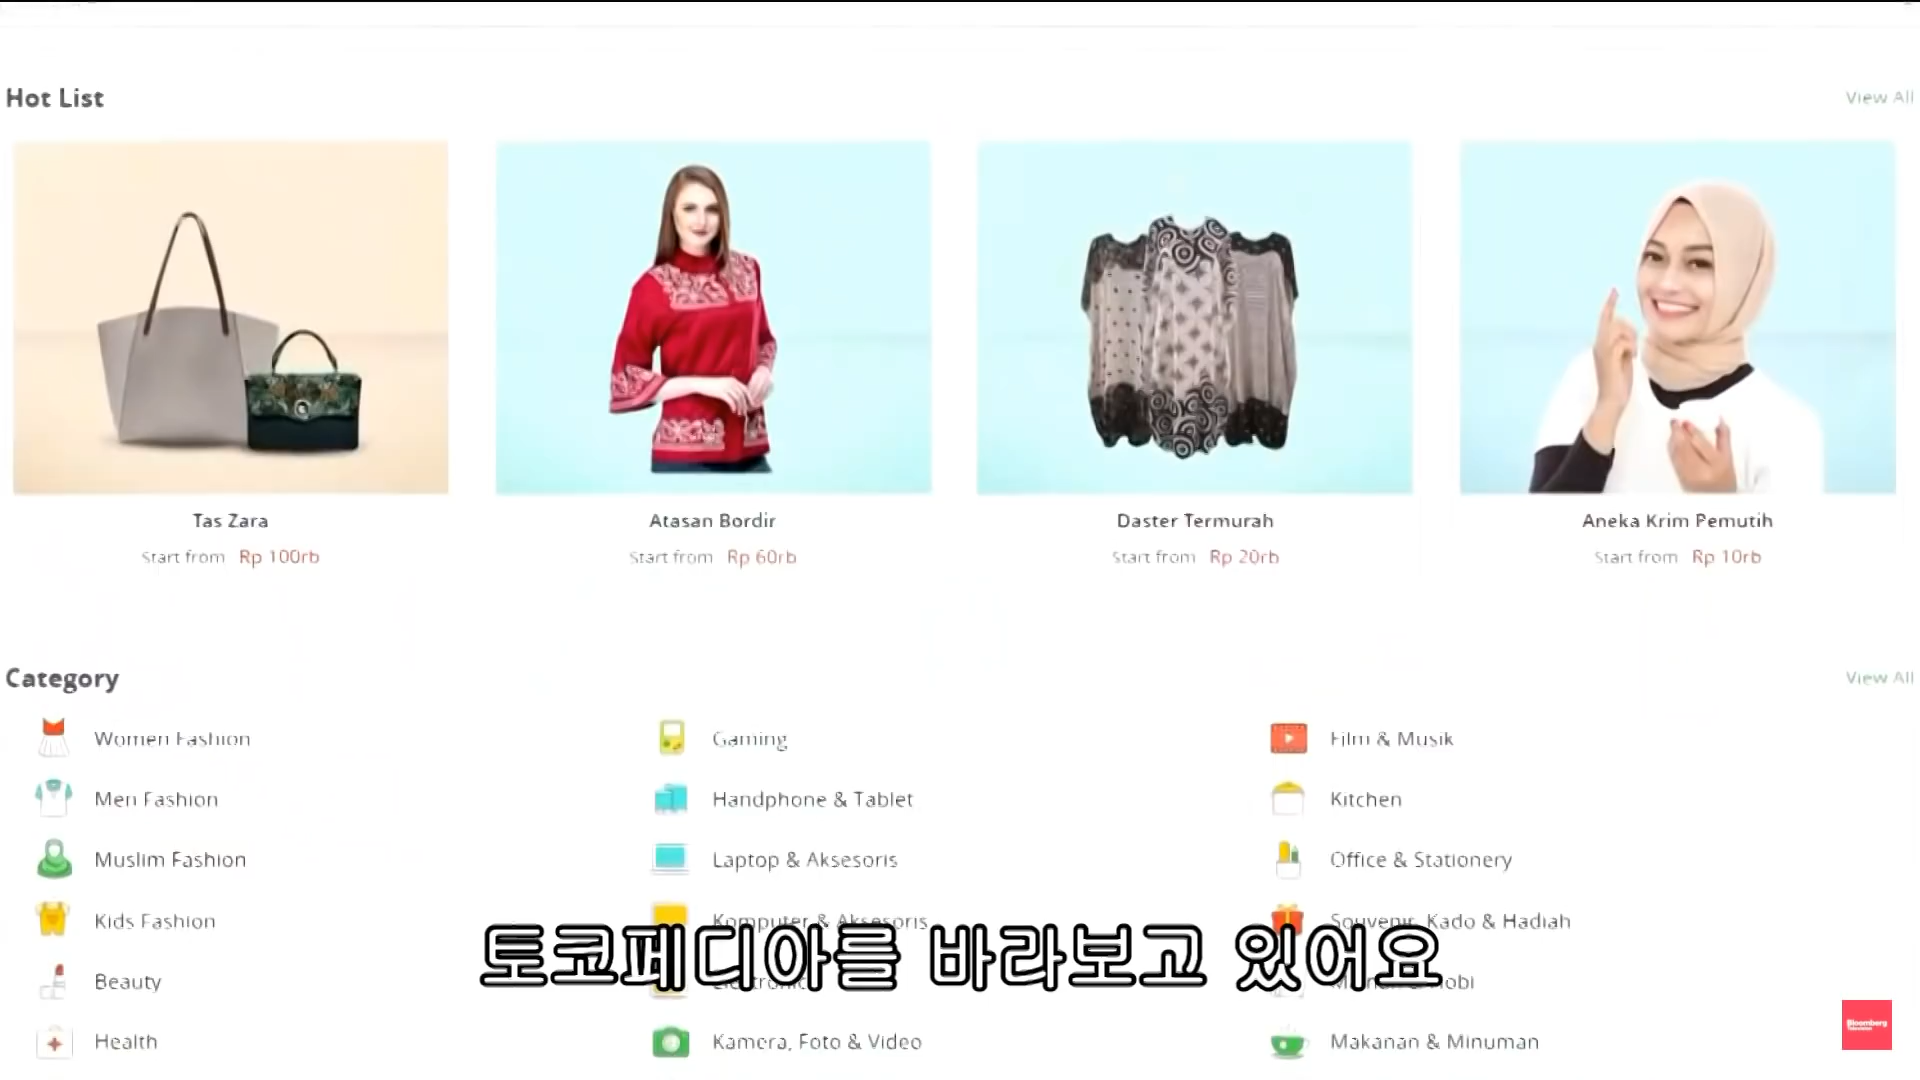 Hot List
View All
Tas Zara
Start from Rp 100rb
Atasan Bordir
Start from Rp 60rb
Daster Termurah
Start from Rp 20rb
Aneka Krim Pemutih
Start from Rp 10rb
Category
View All
Women Fashion
Gaming
Film & Musik
Men Fashion
Handphone & Tablet
Kitchen
Muslim Fashion
Laptop & Aksesoris
Office & Stationery
Kids Fashion
Komputer & Aksesoris
Souvenir, Kado & Hadiah
토코페디아를 바라보고 있어요
Beauty
Health
Kamera, Foto & Video
Makanan & Minuman
Bloomberg